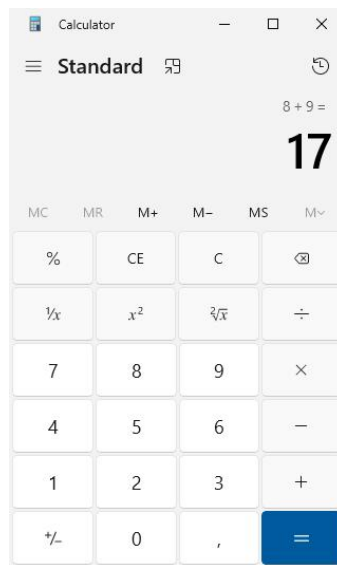 Calculator
Standard
8 + 9 =
17
MC MR M+ M− MS M
% CE C
¹/x x² ²√x ÷
7 8 9 ×
4 5 6 −
1 2 3 +
+/− 0 , =